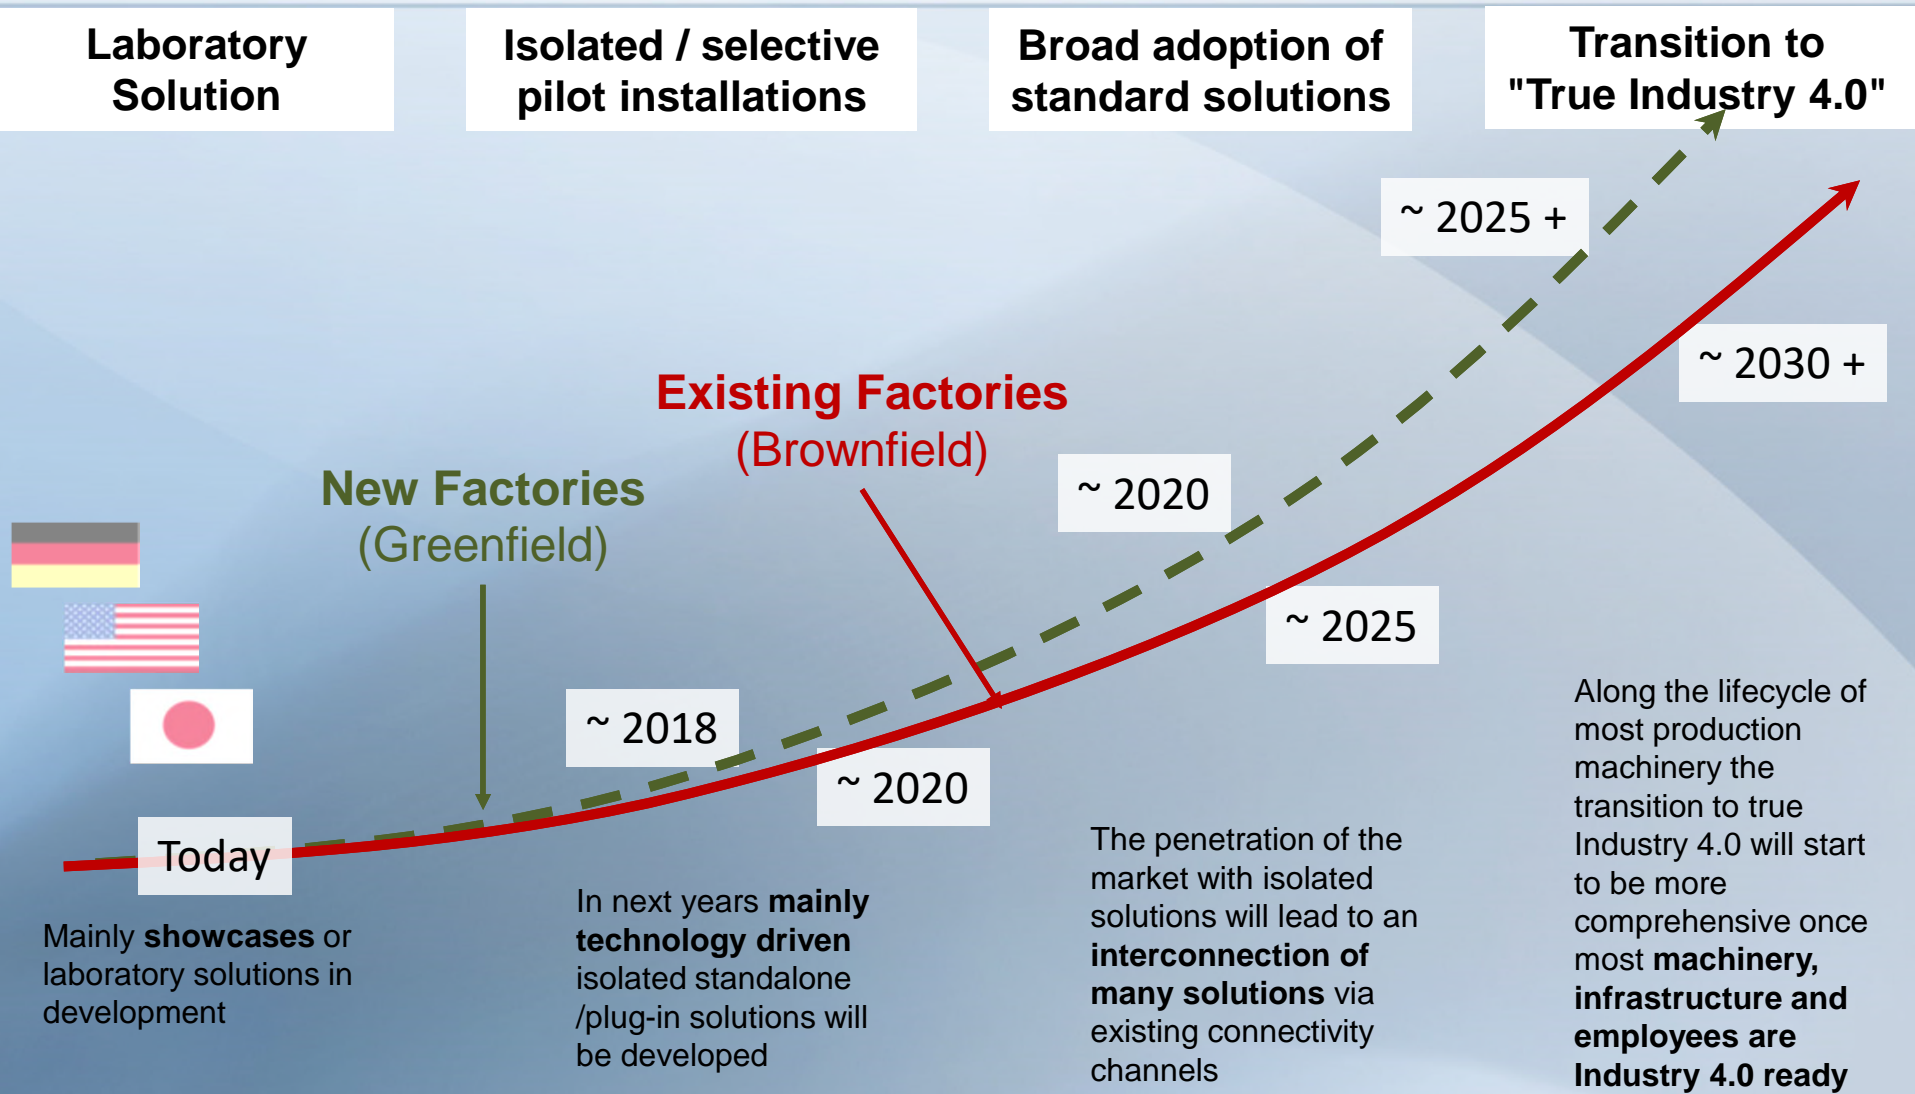 Laboratory
Solution
Isolated / selective
pilot installations
Broad adoption of
standard solutions
Transition to
"True Industry 4.0"
~ 2025 +
~ 2030 +
Existing Factories
(Brownfield)
New Factories
(Greenfield)
~ 2020
~ 2025
~ 2018
~ 2020
Today
Mainly showcases or
laboratory solutions in
development
In next years mainly
technology driven
isolated standalone
/plug-in solutions will
be developed
The penetration of the
market with isolated
solutions will lead to an
interconnection of
many solutions via
existing connectivity
channels
Along the lifecycle of
most production
machinery the
transition to true
Industry 4.0 will start
to be more
comprehensive once
most machinery,
infrastructure and
employees are
Industry 4.0 ready